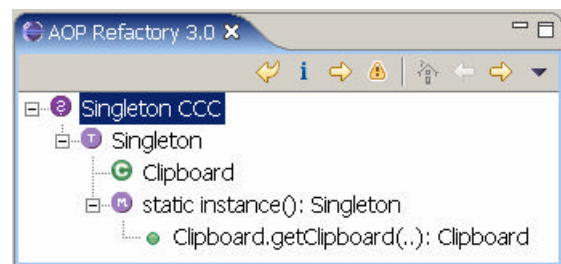 AOP Refactory 3.0
Singleton CCC
Singleton
Clipboard
static instance(): Singleton
Clipboard.getClipboard(..): Clipboard